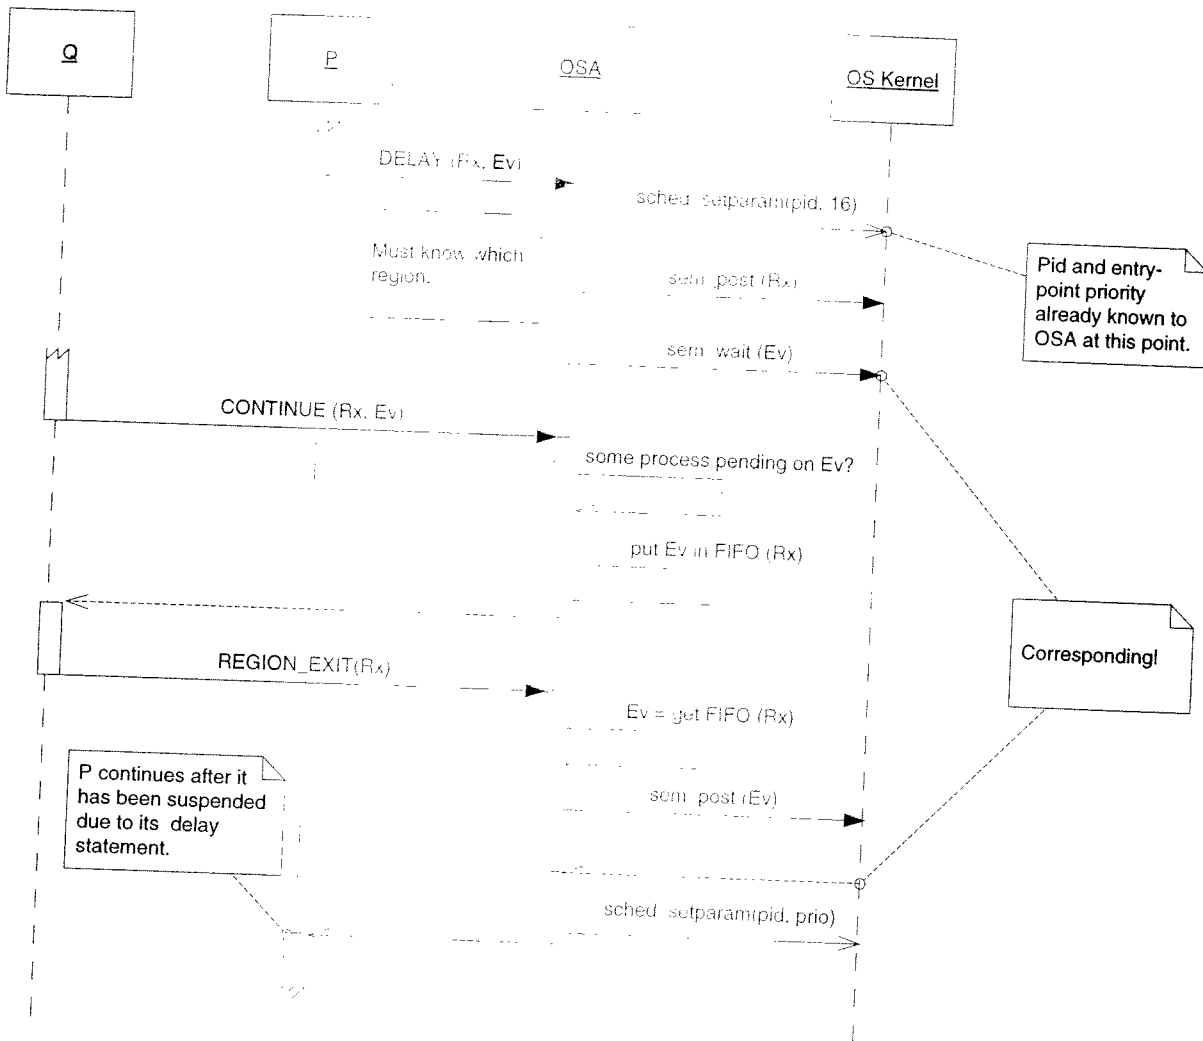 Q
P
OSA
OS Kernel
DELAY (Rx, Ev)
sched_setparam(pid, 16)
Must know which
region.
sem_post (Rx)
Pid and entry-
point priority
already known to
OSA at this point.
sem_wait (Ev)
CONTINUE (Rx, Ev)
some process pending on Ev?
put Ev in FIFO (Rx)
Corresponding!
REGION_EXIT(Rx)
Ev = get FIFO (Rx)
P continues after it
has been suspended
due to its delay
statement.
sem_post (Ev)
sched_setparam(pid, prio)